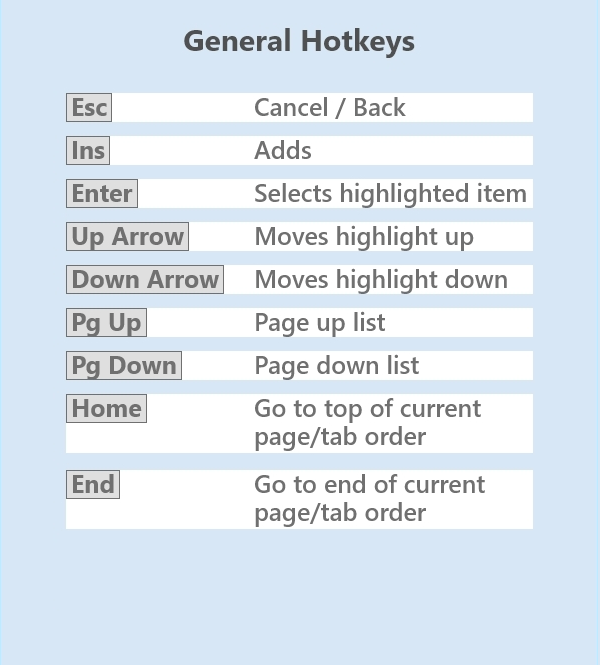 General Hotkeys
Esc Cancel / Back
Ins Adds
Enter Selects highlighted item
Up Arrow Moves highlight up
Down Arrow Moves highlight down
Pg Up Page up list
Pg Down Page down list
Home Go to top of current
page/tab order
End Go to end of current
page/tab order